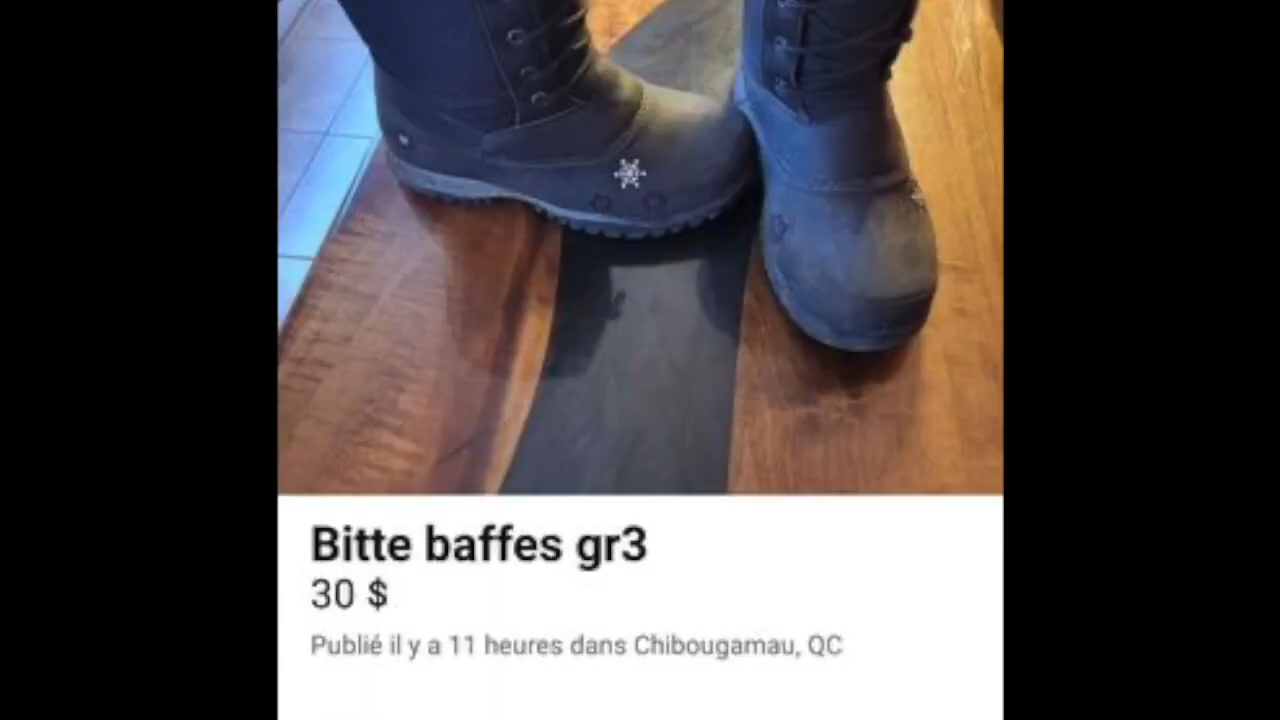 Bitte baffes gr3
30 $
Publié il y a 11 heures dans Chibougamau, QC